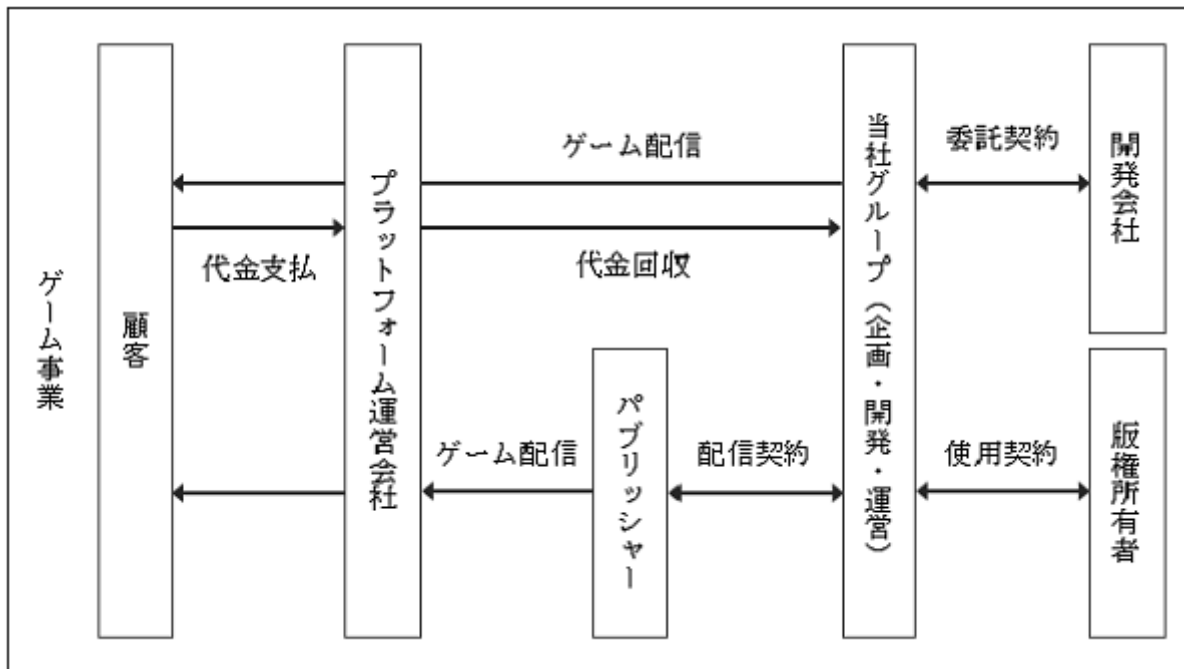 ゲーム事業
顧客
代金支払
プラットフォーム運営会社
ゲーム配信
代金回収
ゲーム配信
パブリッシャー
配信契約
当社グループ（企画・開発・運営）
委託契約
使用契約
開発会社
版権所有者